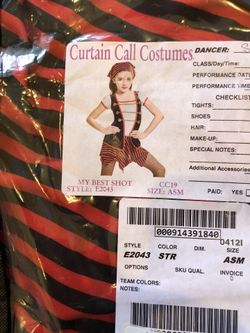 Curtain Call Costumes
DANCER:
CLASS/Day/Time:
PERFORMANCE DATE
PERFORMANCE TIME
CHECKLIST
TIGHTS:
SHOES
HAIR:
MAKE-UP:
SPECIAL NOTES:
Additional Accessories
MY BEST SHOT
STYLE: E2043
CC19
SIZE: ASM
PAID: YES
000914391840
0412I
STYLE COLOR DIM. SIZE
E2043 STR ASM
OPTIONS SKU QUAL. INVOICE
TEAM COLORS:
NOTES: